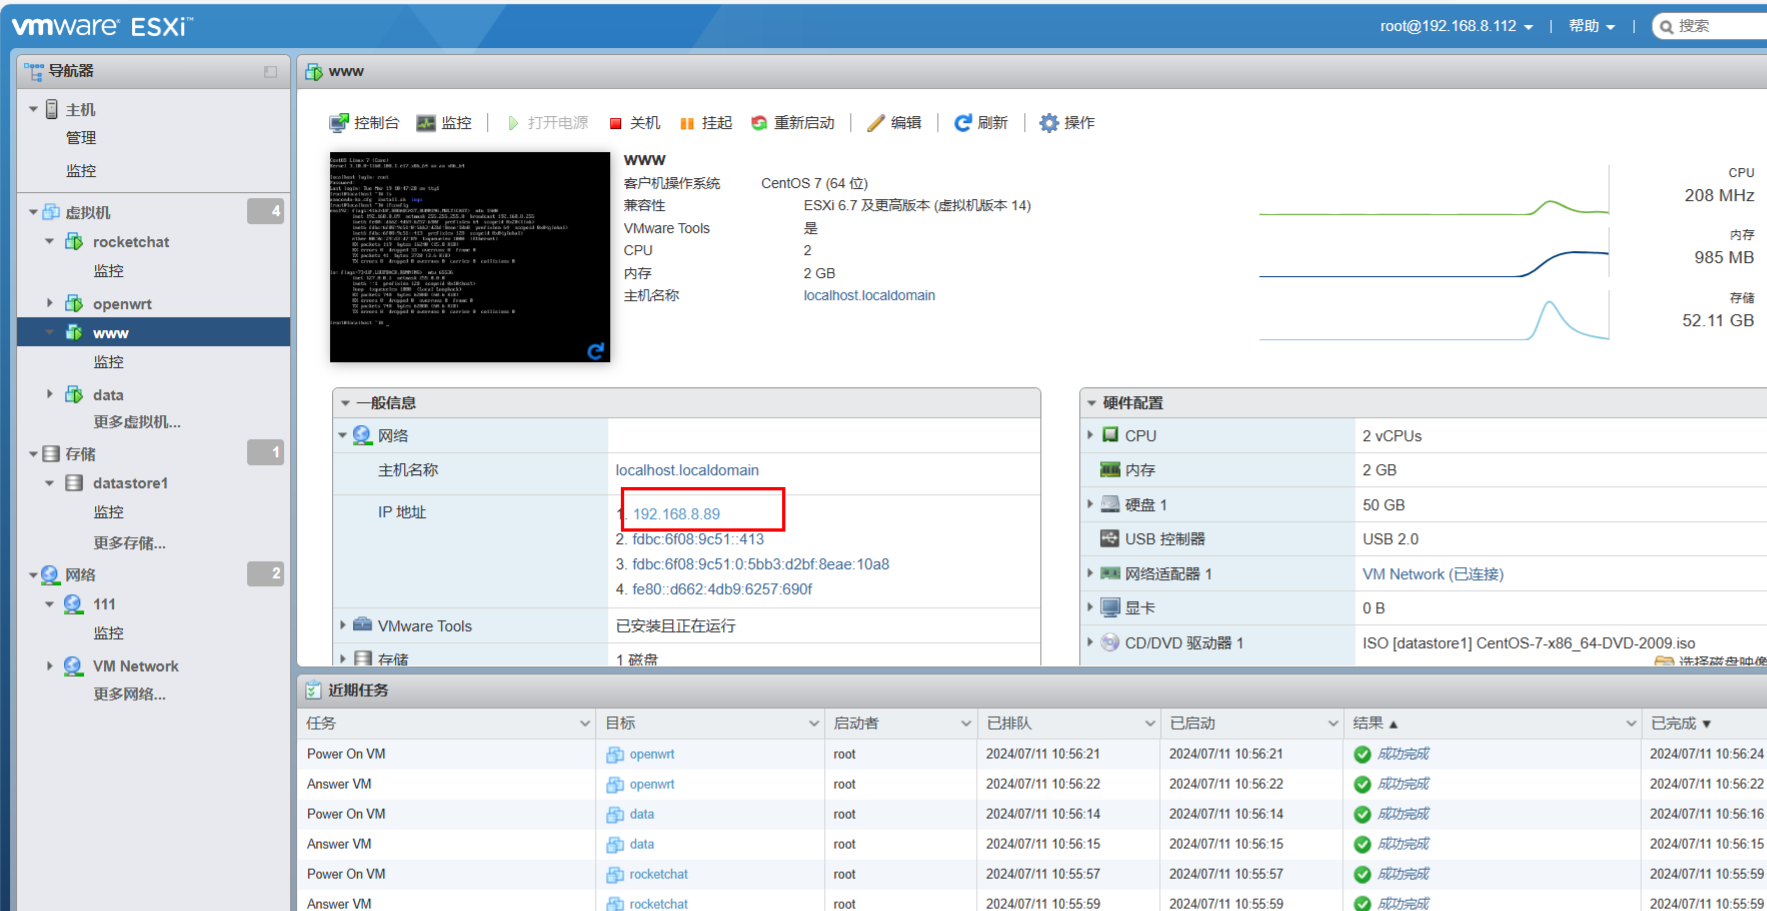 vmware ESXi™
root@192.168.8.112 | 帮助 | 搜索
导航器
主机
管理
监控
虚拟机 4
rocketchat
监控
openwrt
www
监控
data
更多虚拟机...
存储 1
datastore1
监控
更多存储...
网络 2
111
监控
VM Network
更多网络...
www
控制台 监控 打开电源 关机 挂起 重新启动 编辑 刷新 操作
www
客户机操作系统 CentOS 7 (64 位)
兼容性 ESXi 6.7 及更高版本 (虚拟机版本 14)
VMware Tools 是
CPU 2
内存 2 GB
主机名称 localhost.localdomain
CPU
208 MHz
内存
985 MB
存储
52.11 GB
一般信息
网络
主机名称 localhost.localdomain
IP 地址 1. 192.168.8.89
2. fdbc:6f08:9c51::413
3. fdbc:6f08:9c51:0:5bb3:d2bf:8eae:10a8
4. fe80::d662:4db9:6257:690f
VMware Tools 已安装且正在运行
存储 1 磁盘
硬件配置
CPU 2 vCPUs
内存 2 GB
硬盘 1 50 GB
USB 控制器 USB 2.0
网络适配器 1 VM Network (已连接)
显卡 0 B
CD/DVD 驱动器 1 ISO [datastore1] CentOS-7-x86_64-DVD-2009.iso
选择磁盘映像
近期任务
任务 目标 启动者 已排队 已启动 结果 ▲ 已完成 ▼
Power On VM openwrt root 2024/07/11 10:56:21 2024/07/11 10:56:21 成功完成 2024/07/11 10:56:24
Answer VM openwrt root 2024/07/11 10:56:22 2024/07/11 10:56:22 成功完成 2024/07/11 10:56:22
Power On VM data root 2024/07/11 10:56:14 2024/07/11 10:56:14 成功完成 2024/07/11 10:56:16
Answer VM data root 2024/07/11 10:56:15 2024/07/11 10:56:15 成功完成 2024/07/11 10:56:15
Power On VM rocketchat root 2024/07/11 10:55:57 2024/07/11 10:55:57 成功完成 2024/07/11 10:55:59
Answer VM rocketchat root 2024/07/11 10:55:59 2024/07/11 10:55:59 成功完成 2024/07/11 10:55:59